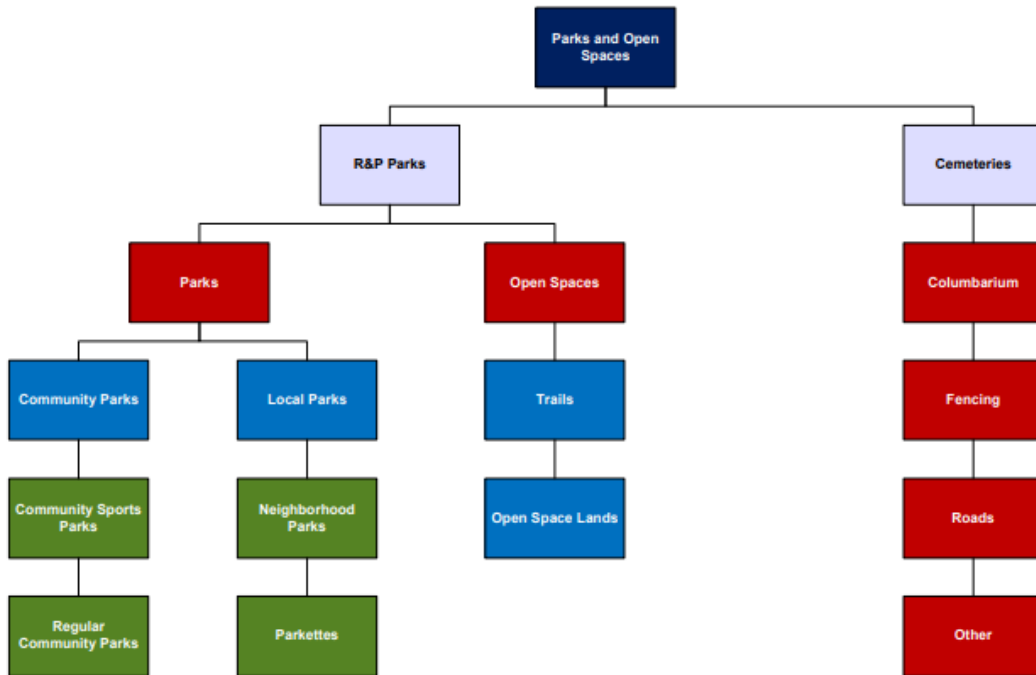 Parks and Open
Spaces
R&P Parks
Cemeteries
Parks
Open Spaces
Columbarium
Community Parks
Local Parks
Trails
Fencing
Community Sports
Parks
Neighborhood
Parks
Open Space Lands
Roads
Regular
Community Parks
Parkettes
Other